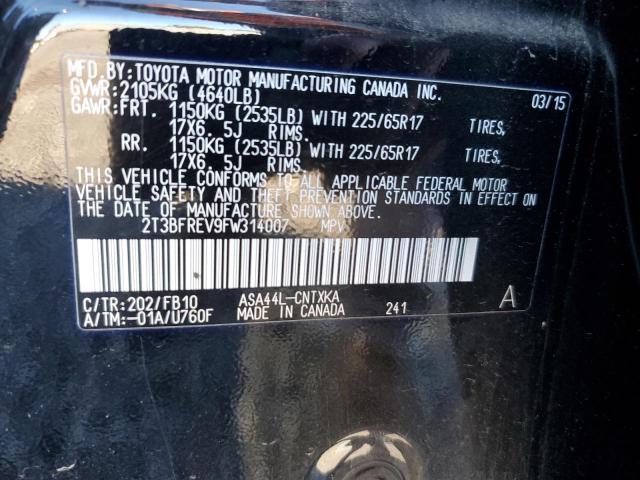 MFD. BY: TOYOTA MOTOR MANUFACTURING CANADA INC.
GVWR: 2105KG (4640LB) 03/15
GAWR: FRT. 1150KG (2535LB) WITH 225/65R17 TIRES,
17X6. 5J RIMS.
RR. 1150KG (2535LB) WITH 225/65R17 TIRES,
17X6. 5J RIMS.
THIS VEHICLE CONFORMS TO ALL APPLICABLE FEDERAL MOTOR
VEHICLE SAFETY AND THEFT PREVENTION STANDARDS IN EFFECT ON
THE DATE OF MANUFACTURE SHOWN ABOVE.
2T3BFREV9FW314007 MPV
C/TR: 202/FB10 ASA44L-CNTXKA A
A/TM: -01A/U760F MADE IN CANADA 241